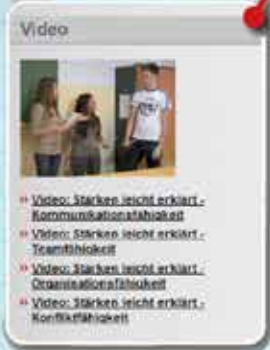 Video
» Video: Stärken leicht erklärt -
Kommunikationsfähigkeit
» Video: Stärken leicht erklärt -
Teamfähigkeit
» Video: Stärken leicht erklärt -
Organisationsfähigkeit
» Video: Stärken leicht erklärt -
Konfliktfähigkeit